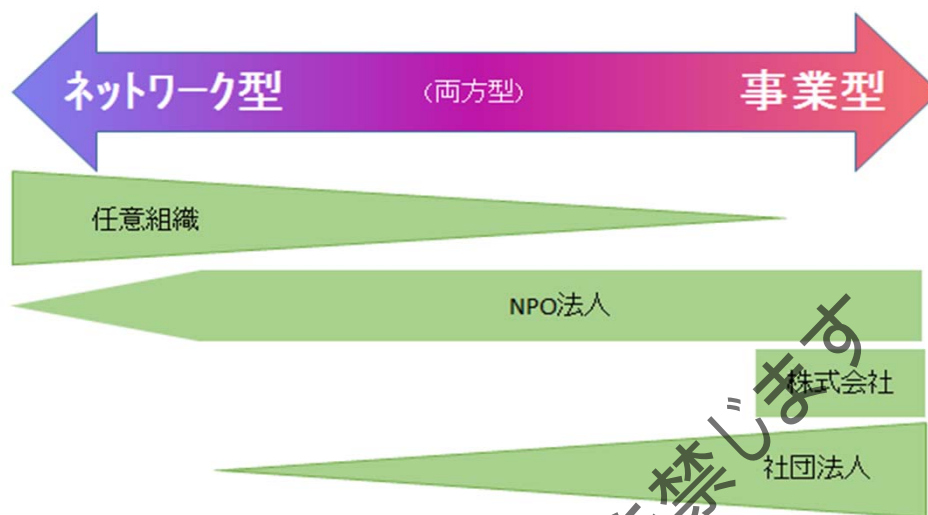 ネットワーク型
（両方型）
事業型
任意組織
NPO法人
株式会社
社団法人
禁じます